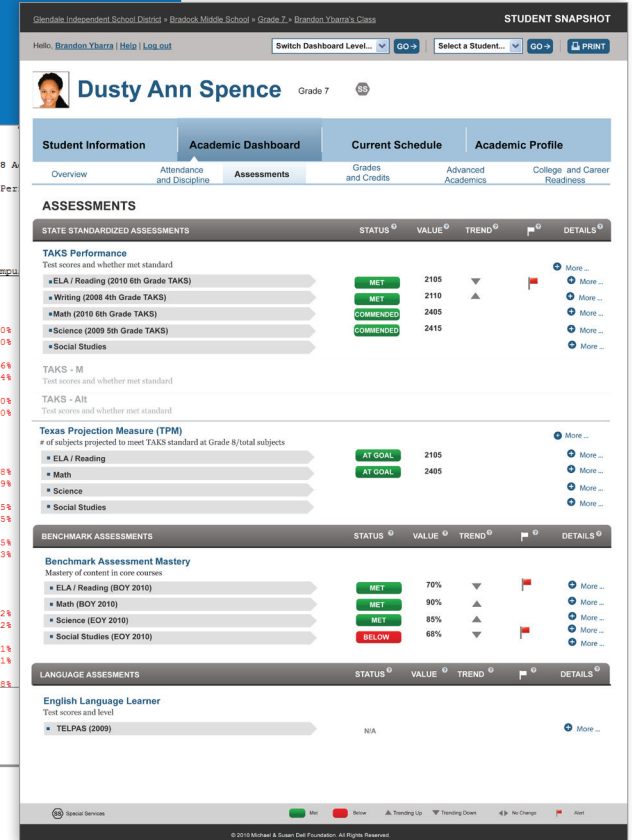 Glendale Independent School District » Bradock Middle School » Grade 7 » Brandon Ybarra's Class
STUDENT SNAPSHOT
Hello, Brandon Ybarra | Help | Log out
Switch Dashboard Level... GO Select a Student... GO PRINT
Dusty Ann Spence Grade 7 SS
Student Information Academic Dashboard Current Schedule Academic Profile
Overview Attendance and Discipline Assessments Grades and Credits Advanced Academics College and Career Readiness
ASSESSMENTS
STATE STANDARDIZED ASSESSMENTS STATUS ? VALUE ? TREND ? ? DETAILS ?
TAKS Performance
Test scores and whether met standard More ...
ELA / Reading (2010 6th Grade TAKS) MET 2105 More ...
Writing (2008 4th Grade TAKS) MET 2110 More ...
Math (2010 6th Grade TAKS) COMMENDED 2405 More ...
Science (2009 5th Grade TAKS) COMMENDED 2415 More ...
Social Studies More ...
TAKS - M
Test scores and whether met standard
TAKS - Alt
Test scores and whether met standard
Texas Projection Measure (TPM)
# of subjects projected to meet TAKS standard at Grade 8/total subjects More ...
ELA / Reading AT GOAL 2105 More ...
Math AT GOAL 2405 More ...
Science More ...
Social Studies More ...
BENCHMARK ASSESSMENTS STATUS ? VALUE ? TREND ? ? DETAILS ?
Benchmark Assessment Mastery
Mastery of content in core courses
ELA / Reading (BOY 2010) MET 70% More ...
Math (BOY 2010) MET 90% More ...
Science (EOY 2010) MET 85% More ...
Social Studies (EOY 2010) BELOW 68% More ...
More ...
LANGUAGE ASSESMENTS STATUS ? VALUE ? TREND ? ? DETAILS ?
English Language Learner
Test scores and level
TELPAS (2009) N/A More ...
SS Special Services Met Below Trending Up Trending Down No Change Alert
© 2010 Michael & Susan Dell Foundation. All Rights Reserved